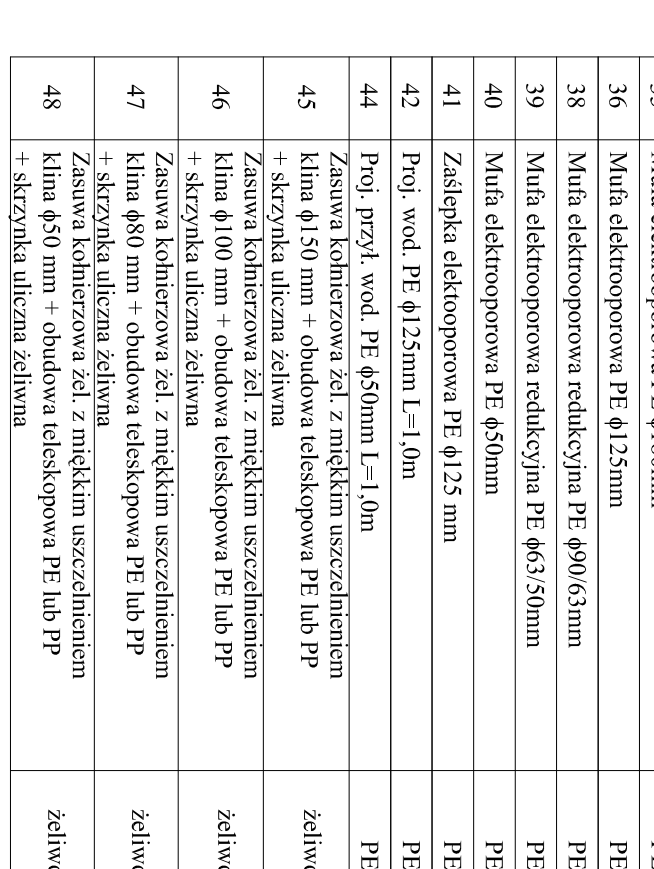 36 Mufa elektrooporowa PE ϕ125mm PE
38 Mufa elektrooporowa redukcyjna PE ϕ90/63mm PE
39 Mufa elektrooporowa redukcyjna PE ϕ63/50mm PE
40 Mufa elektrooporowa PE ϕ50mm PE
41 Zaślepka elektooporowa PE ϕ125 mm PE
42 Proj. wod. PE ϕ125mm L=1,0m PE
44 Proj. przył. wod. PE ϕ50mm L=1,0m PE
Zasuwa kołnierzowa żel. z miękkim uszczelnieniem
45 klina ϕ150 mm + obudowa teleskopowa PE lub PP
+ skrzynka uliczna żeliwna
Zasuwa kołnierzowa żel. z miękkim uszczelnieniem
46 klina ϕ100 mm + obudowa teleskopowa PE lub PP
+ skrzynka uliczna żeliwna
Zasuwa kołnierzowa żel. z miękkim uszczelnieniem
47 klina ϕ80 mm + obudowa teleskopowa PE lub PP
+ skrzynka uliczna żeliwna
Zasuwa kołnierzowa żel. z miękkim uszczelnieniem
48 klina ϕ50 mm + obudowa teleskopowa PE lub PP
+ skrzynka uliczna żeliwna